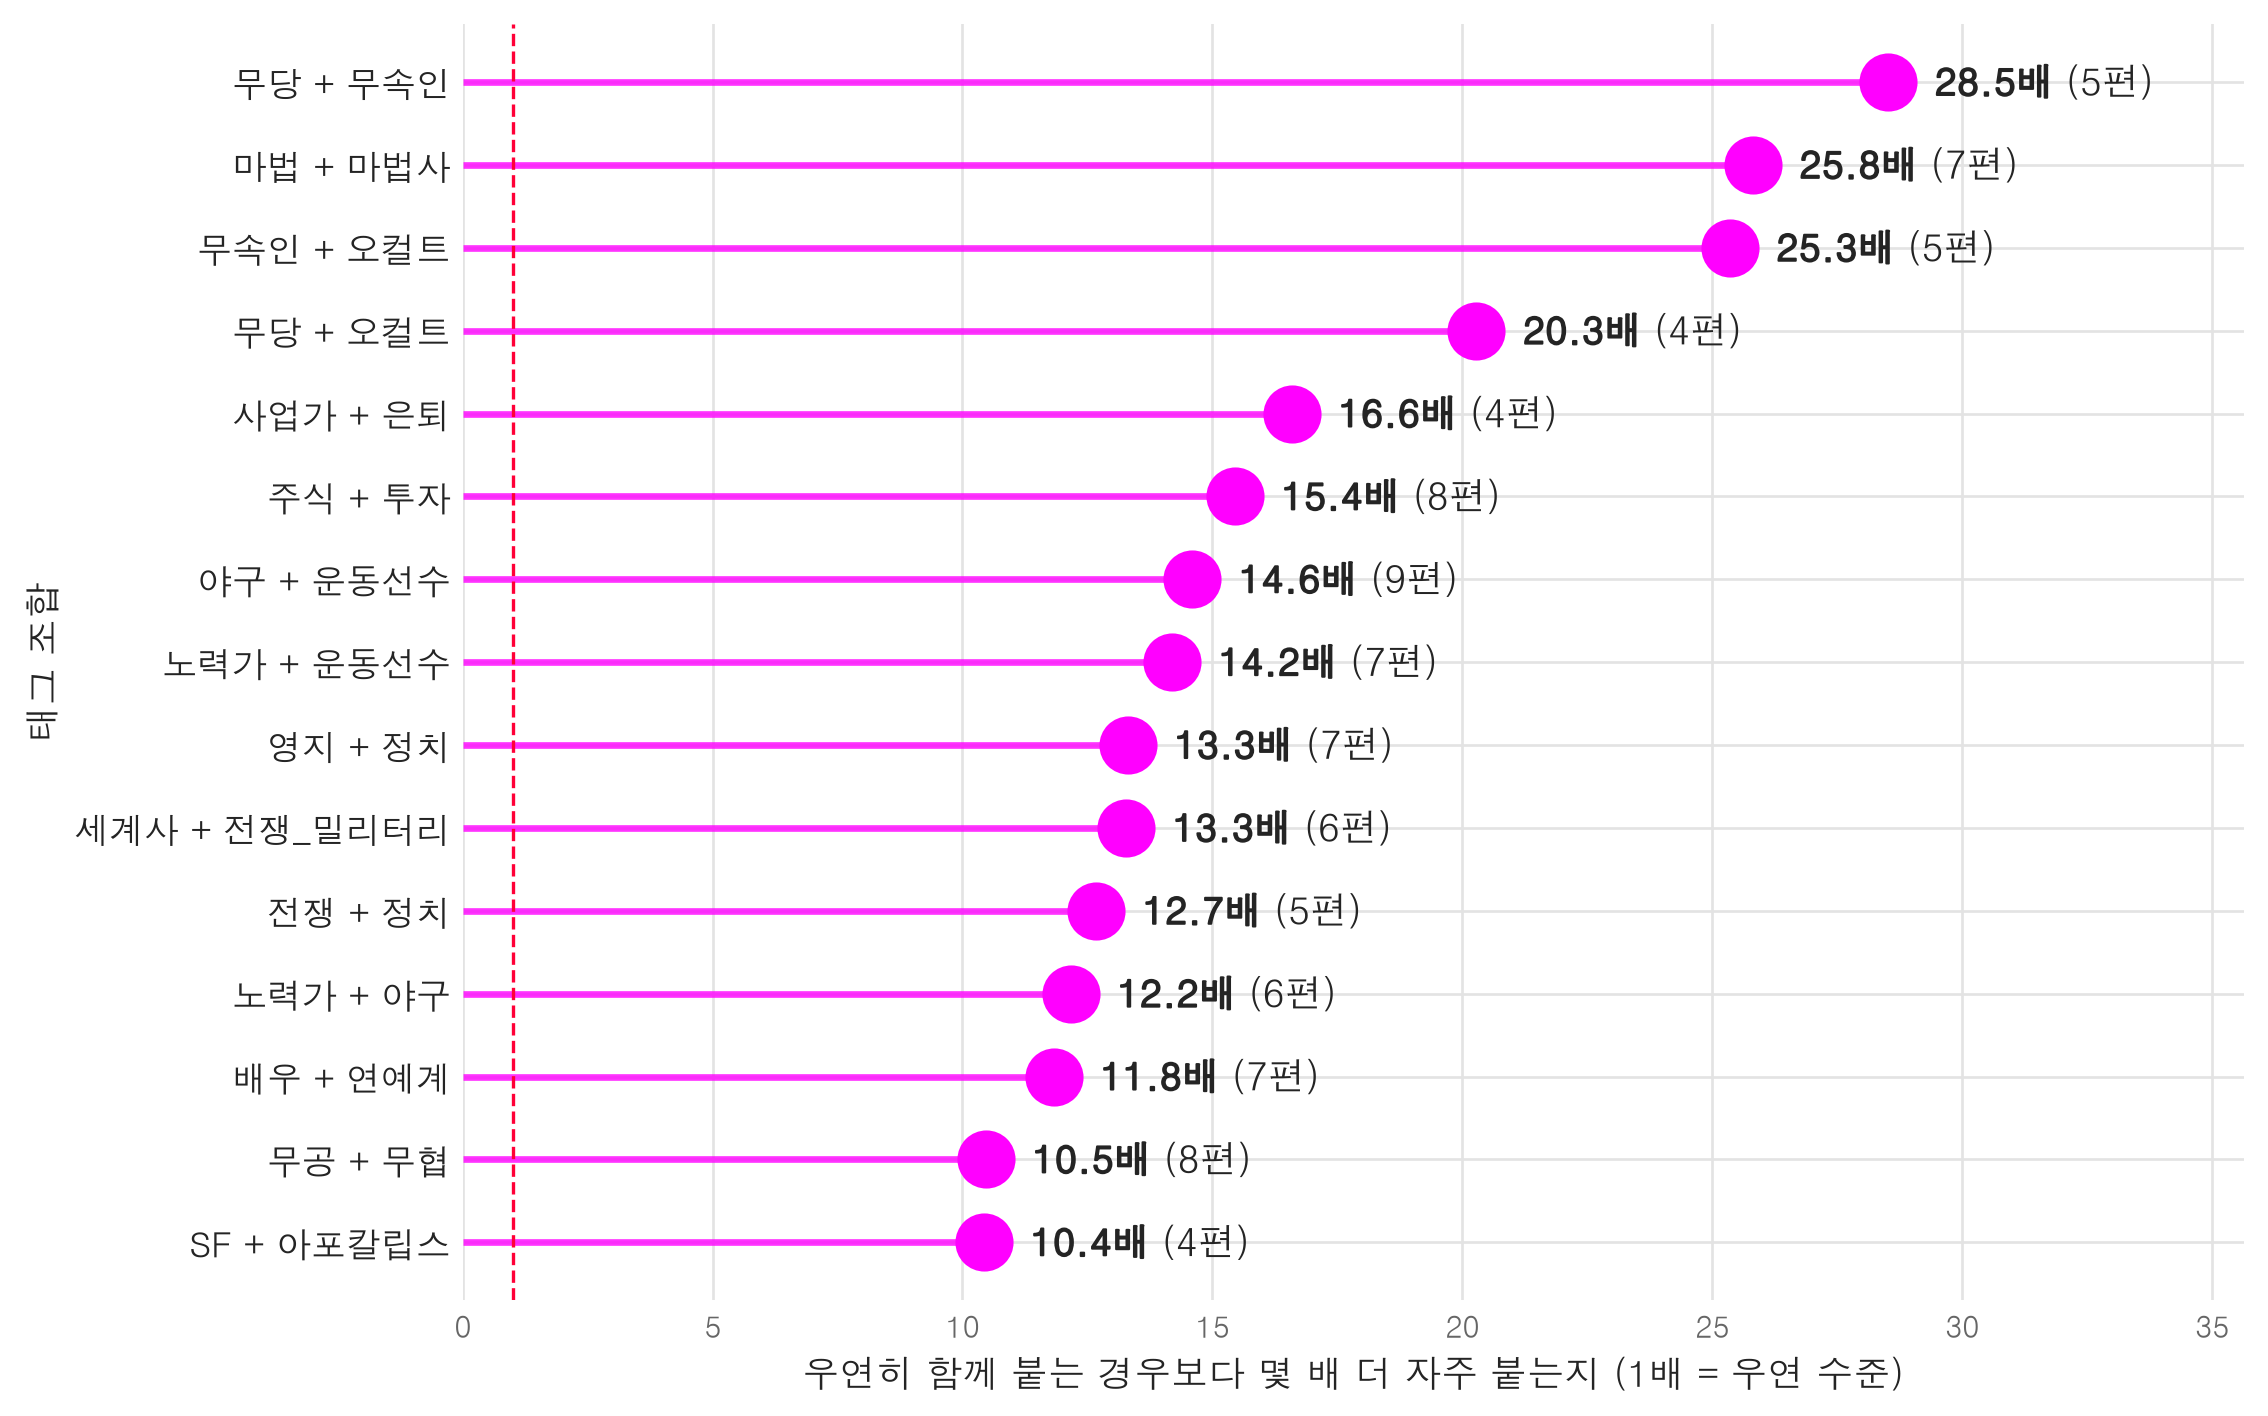 무당 + 무속인 28.5배 (5편)
마법 + 마법사 25.8배 (7편)
무속인 + 오컬트 25.3배 (5편)
무당 + 오컬트 20.3배 (4편)
사업가 + 은퇴 16.6배 (4편)
주식 + 투자 15.4배 (8편)
야구 + 운동선수 14.6배 (9편)
노력가 + 운동선수 14.2배 (7편)
영지 + 정치 13.3배 (7편)
세계사 + 전쟁_밀리터리 13.3배 (6편)
전쟁 + 정치 12.7배 (5편)
노력가 + 야구 12.2배 (6편)
배우 + 연예계 11.8배 (7편)
무공 + 무협 10.5배 (8편)
SF + 아포칼립스 10.4배 (4편)
태그 조합
0 5 10 15 20 25 30 35
우연히 함께 붙는 경우보다 몇 배 더 자주 붙는지 (1배 = 우연 수준)